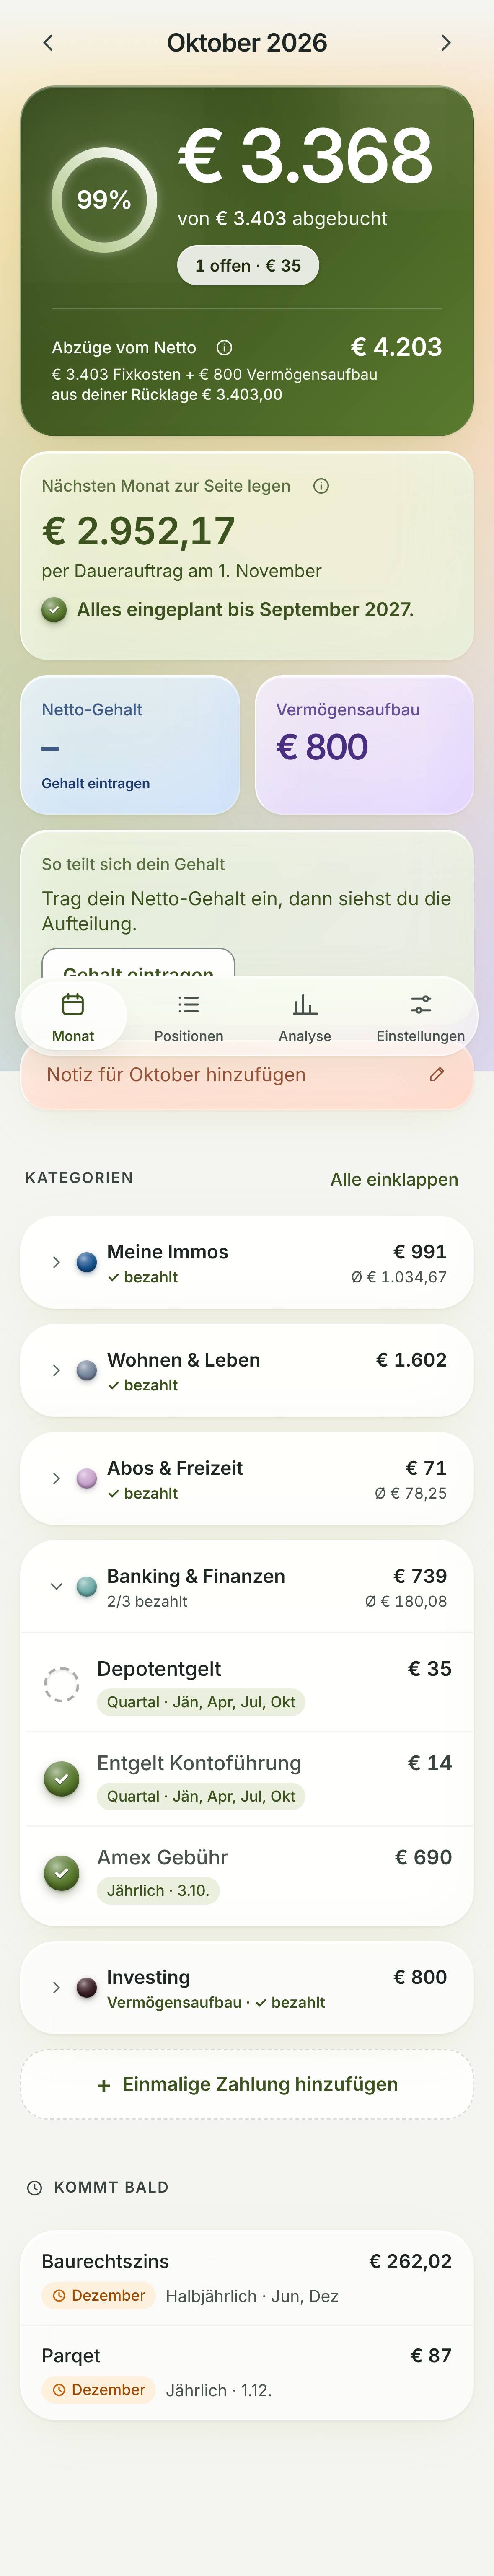 Oktober 2026
99%
€ 3.368
von € 3.403 abgebucht
1 offen · € 35
Abzüge vom Netto
€ 4.203
€ 3.403 Fixkosten + € 800 Vermögensaufbau
aus deiner Rücklage € 3.403,00
Nächsten Monat zur Seite legen
€ 2.952,17
per Dauerauftrag am 1. November
Alles eingeplant bis September 2027.
Netto-Gehalt
–
Gehalt eintragen
Vermögensaufbau
€ 800
So teilt sich dein Gehalt
Trag dein Netto-Gehalt ein, dann siehst du die
Aufteilung.
Gehalt eintragen
Monat
Positionen
Analyse
Einstellungen
Notiz für Oktober hinzufügen
KATEGORIEN
Alle einklappen
Meine Immos
€ 991
✓ bezahlt
Ø € 1.034,67
Wohnen & Leben
€ 1.602
✓ bezahlt
Abos & Freizeit
€ 71
✓ bezahlt
Ø € 78,25
Banking & Finanzen
€ 739
2/3 bezahlt
Ø € 180,08
Depotentgelt
€ 35
Quartal · Jän, Apr, Jul, Okt
Entgelt Kontoführung
€ 14
Quartal · Jän, Apr, Jul, Okt
Amex Gebühr
€ 690
Jährlich · 3.10.
Investing
€ 800
Vermögensaufbau · ✓ bezahlt
+ Einmalige Zahlung hinzufügen
KOMMT BALD
Baurechtszins
€ 262,02
Dezember
Halbjährlich · Jun, Dez
Parqet
€ 87
Dezember
Jährlich · 1.12.